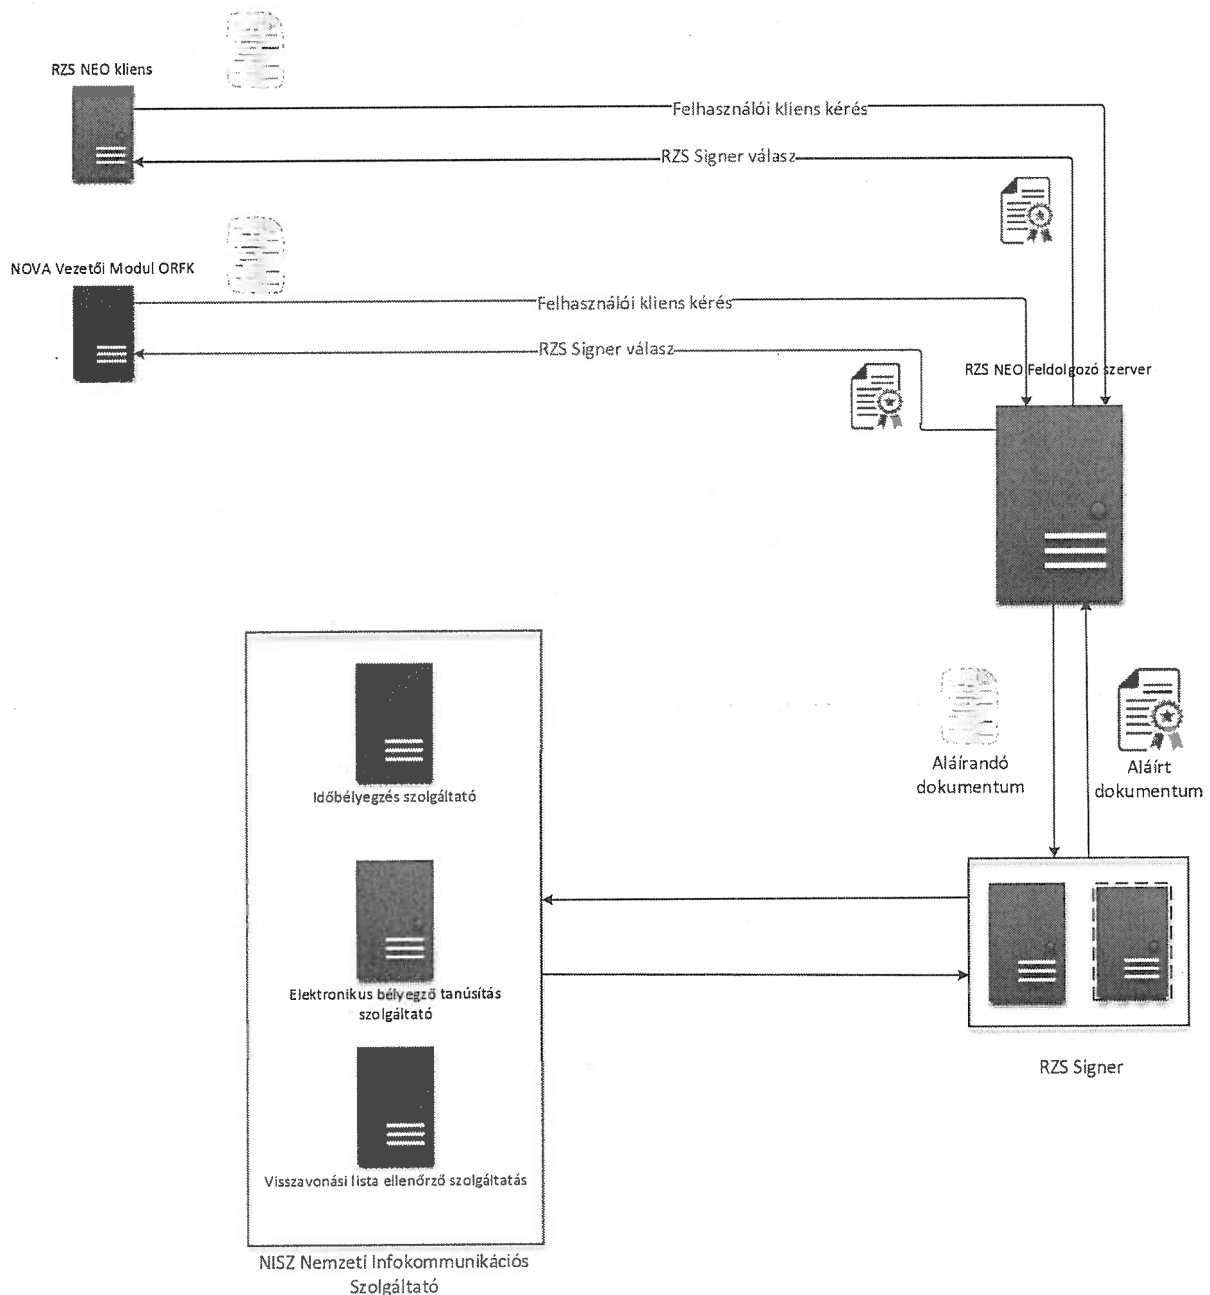 RZS NEO kliens
Felhasználói kliens kérés
RZS Signer válasz
NOVA Vezetői Modul ORFK
Felhasználói kliens kérés
RZS Signer válasz
RZS NEO Feldolgozó szerver
Aláírandó
dokumentum
Aláírt
dokumentum
Időbélyegzés szolgáltató
Elektronikus bélyegző tanúsítás
szolgáltató
Visszavonási lista ellenőrző szolgáltatás
RZS Signer
NISZ Nemzeti Infokommunikációs
Szolgáltató